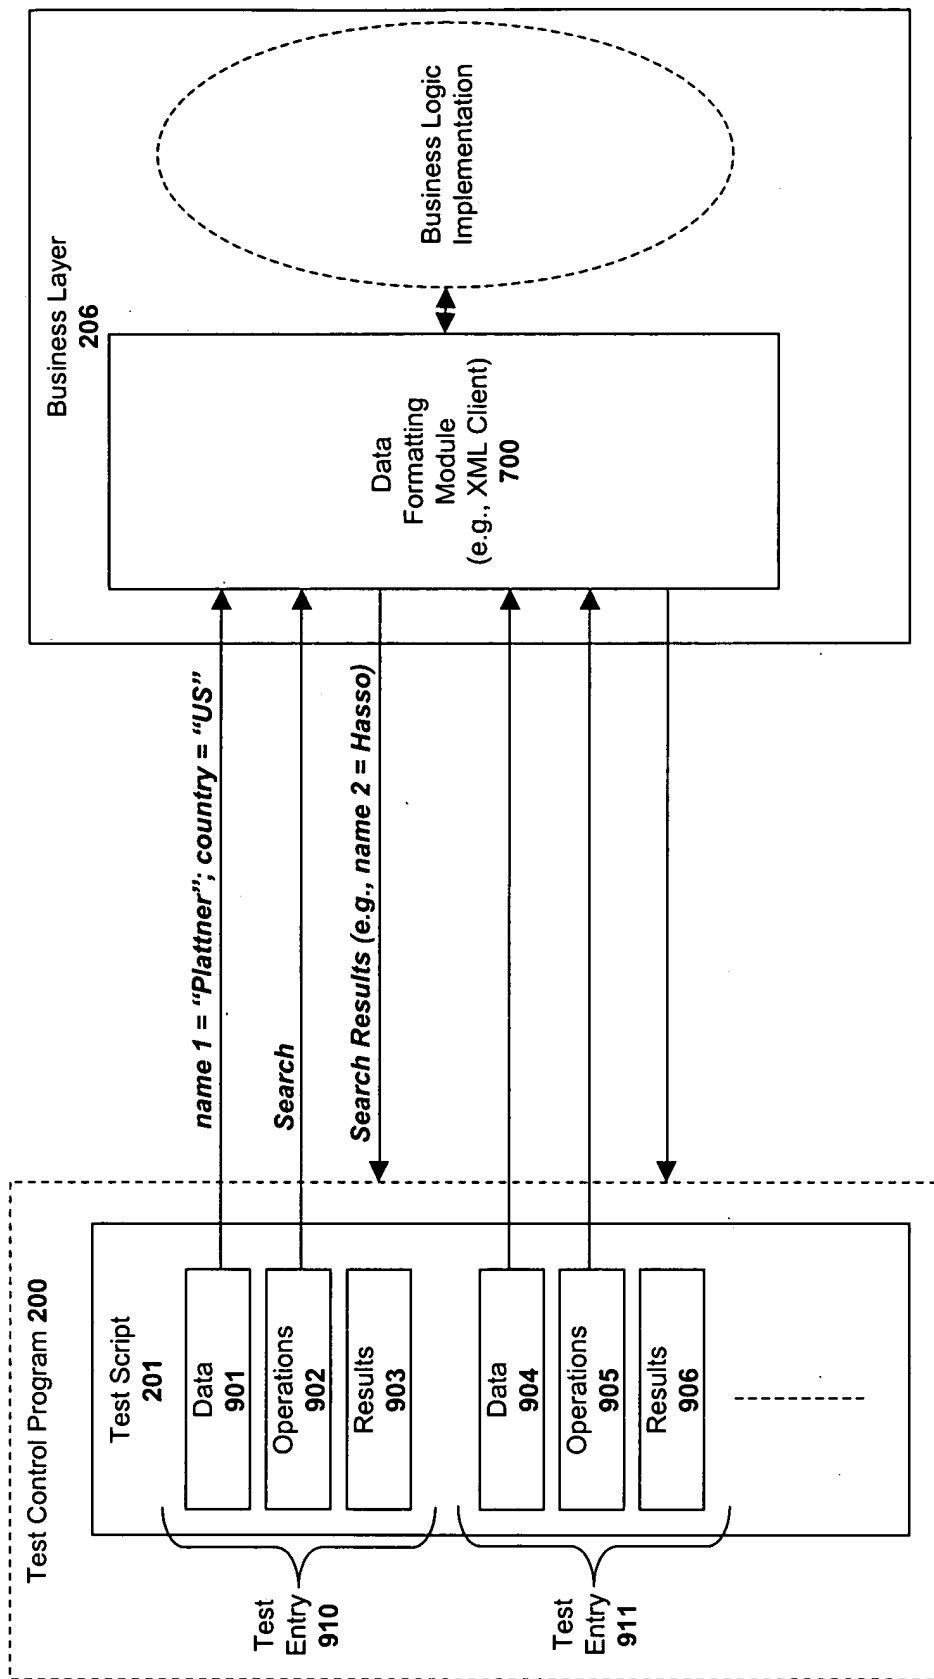 Test Control Program 200
Test Script
201
Data
901
Operations
902
Results
903
Data
904
Operations
905
Results
906
Test
Entry
910
Test
Entry
911
name 1 = “Plattner”; country = “US”
Search
Search Results (e.g., name 2 = Hasso)
Business Layer
206
Data
Formatting
Module
(e.g., XML Client)
700
Business Logic
Implementation